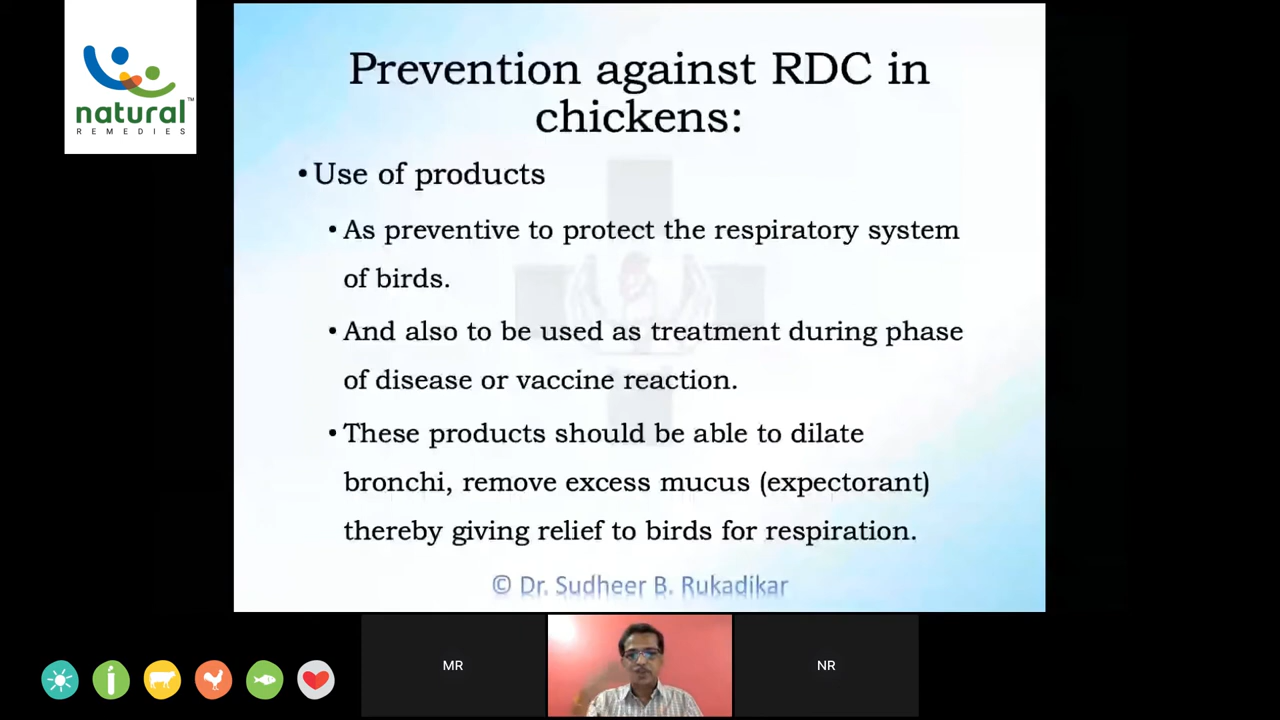 natural™
REMEDIES
Prevention against RDC in
chickens:
• Use of products
• As preventive to protect the respiratory system
of birds.
• And also to be used as treatment during phase
of disease or vaccine reaction.
• These products should be able to dilate
bronchi, remove excess mucus (expectorant)
thereby giving relief to birds for respiration.
© Dr. Sudheer B. Rukadikar
MR
NR